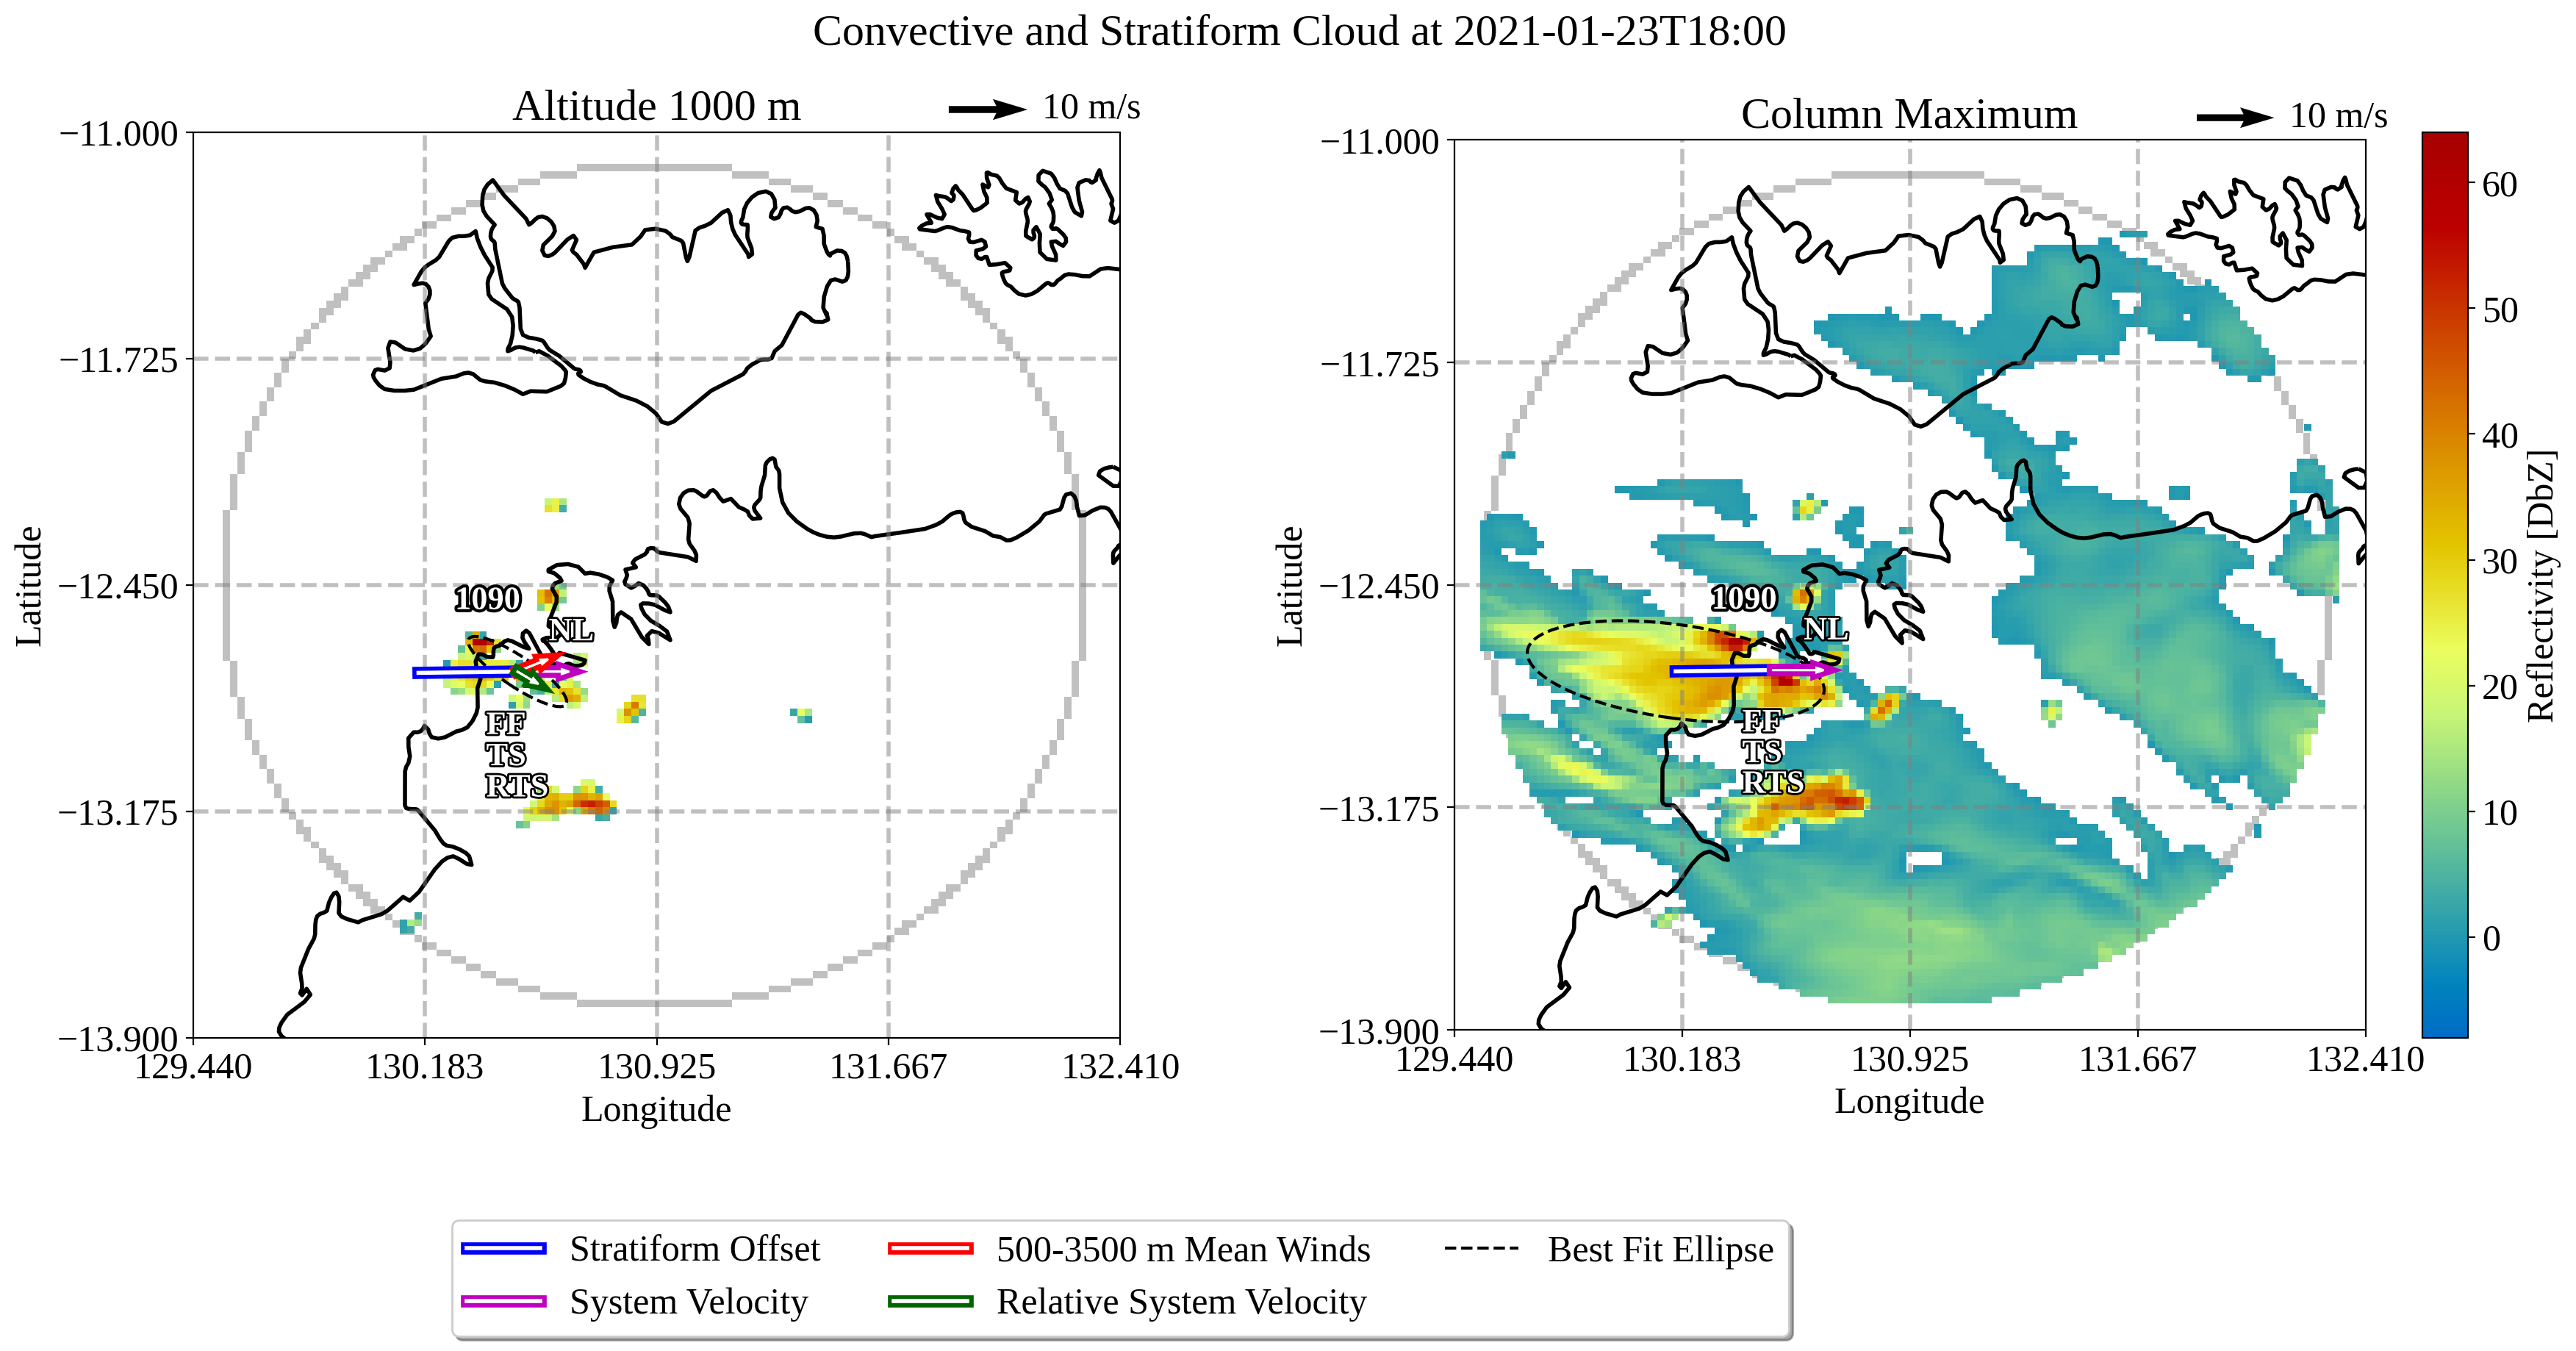 Convective and Stratiform Cloud at 2021-01-23T18:00
Altitude 1000 m
10 m/s
−11.000
−11.725
−12.450
−13.175
−13.900
Latitude
129.440
130.183
130.925
131.667
132.410
Longitude
1090
NL
FF
TS
RTS
Column Maximum
10 m/s
−11.000
−11.725
−12.450
−13.175
−13.900
Latitude
129.440
130.183
130.925
131.667
132.410
Longitude
1090
NL
FF
TS
RTS
60
50
40
30
20
10
0
Reflectivity [DbZ]
Stratiform Offset
System Velocity
500-3500 m Mean Winds
Relative System Velocity
Best Fit Ellipse